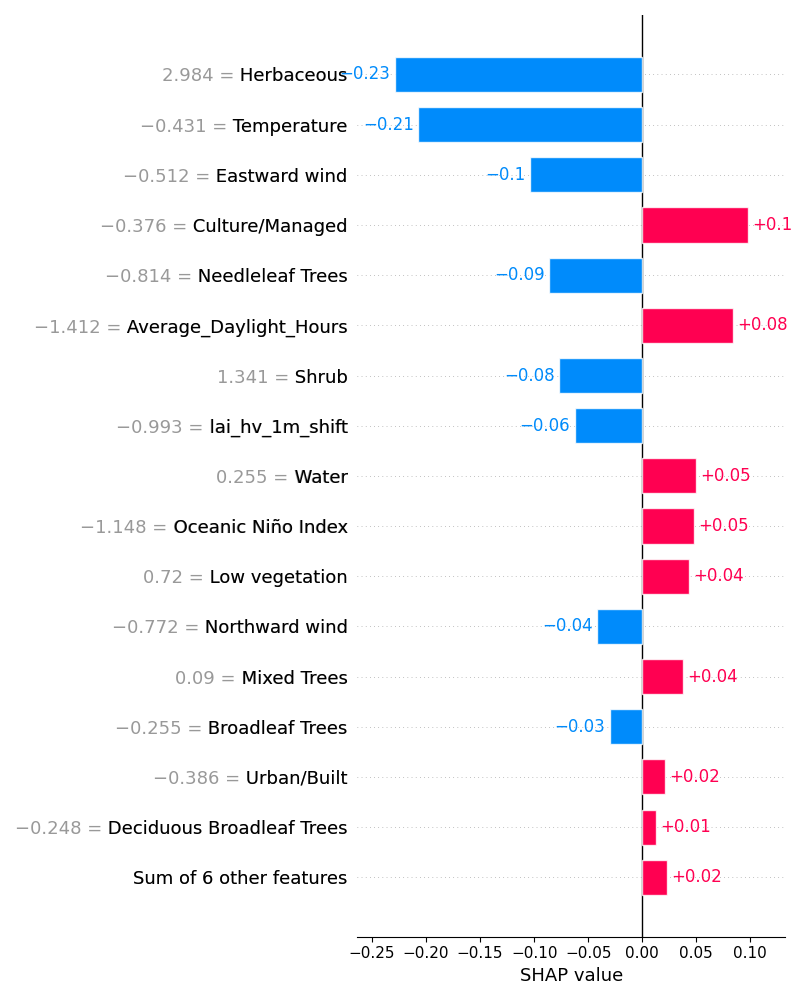 2.984 = Herbaceous −0.23
−0.431 = Temperature −0.21
−0.512 = Eastward wind −0.1
−0.376 = Culture/Managed +0.1
−0.814 = Needleleaf Trees −0.09
−1.412 = Average_Daylight_Hours +0.08
1.341 = Shrub −0.08
−0.993 = lai_hv_1m_shift −0.06
0.255 = Water +0.05
−1.148 = Oceanic Niño Index +0.05
0.72 = Low vegetation +0.04
−0.772 = Northward wind −0.04
0.09 = Mixed Trees +0.04
−0.255 = Broadleaf Trees −0.03
−0.386 = Urban/Built +0.02
−0.248 = Deciduous Broadleaf Trees +0.01
Sum of 6 other features +0.02
−0.25 −0.20 −0.15 −0.10 −0.05 0.00 0.05 0.10
SHAP value